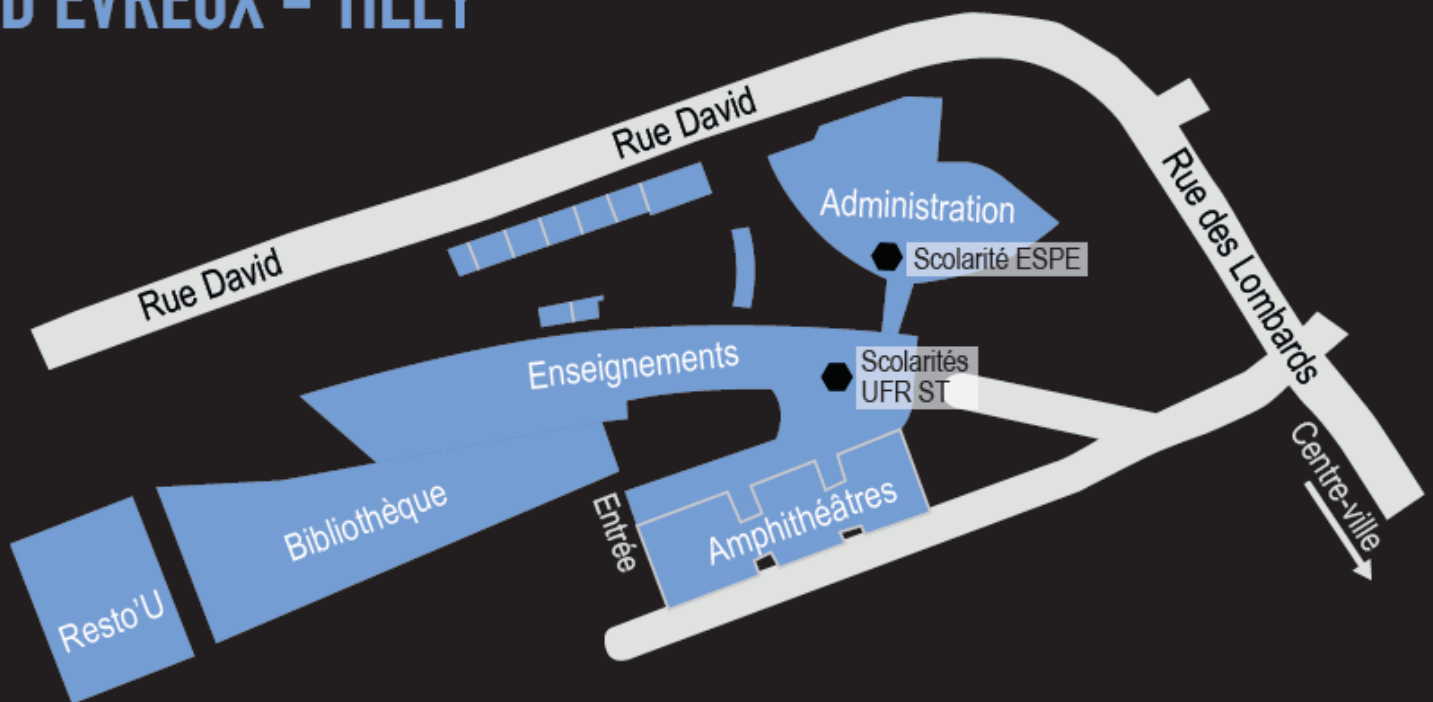 D'EVREUX - TILLY
Rue David
Rue David
Rue des Lombards
Administration
Scolarité ESPE
Enseignements
Scolarités
UFR ST
Centre-ville
Bibliothèque
Entrée
Amphithéâtres
Resto'U